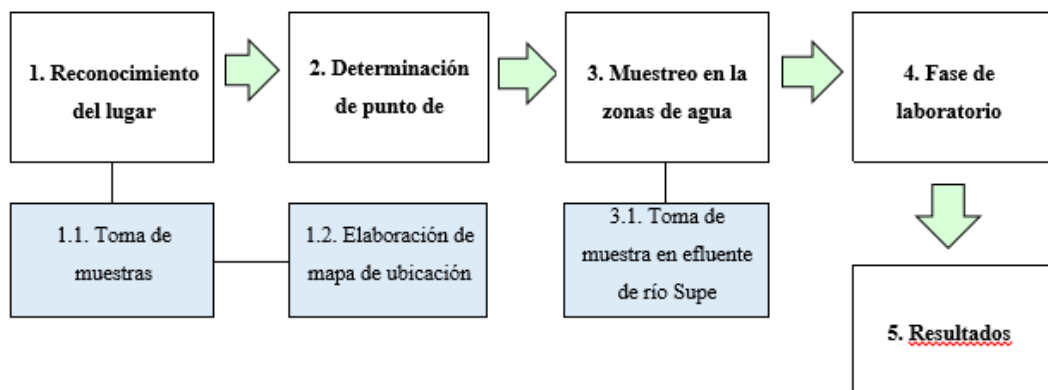 1. Reconocimiento
del lugar
2. Determinación
de punto de
3. Muestreo en la
zonas de agua
4. Fase de
laboratorio
1.1. Toma de
muestras
1.2. Elaboración de
mapa de ubicación
3.1. Toma de
muestra en efluente
de río Supe
5. Resultados